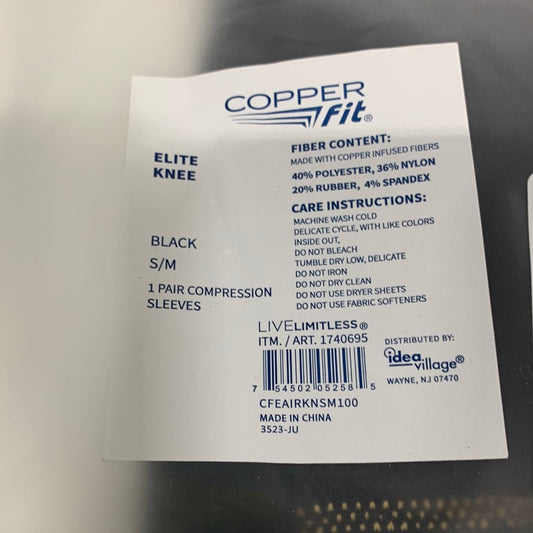 COPPER
Fit®
ELITE
KNEE
BLACK
S/M
1 PAIR COMPRESSION
SLEEVES
FIBER CONTENT:
MADE WITH COPPER INFUSED FIBERS
40% POLYESTER, 36% NYLON
20% RUBBER, 4% SPANDEX
CARE INSTRUCTIONS:
MACHINE WASH COLD
DELICATE CYCLE, WITH LIKE COLORS
INSIDE OUT,
DO NOT BLEACH
TUMBLE DRY LOW, DELICATE
DO NOT IRON
DO NOT DRY CLEAN
DO NOT USE DRYER SHEETS
DO NOT USE FABRIC SOFTENERS
LIVELIMITLESS®
ITM. / ART. 1740695
7 54502 05258 5
CFEAIRKNSM100
MADE IN CHINA
3523-JU
DISTRIBUTED BY:
idea
village®
WAYNE, NJ 07470